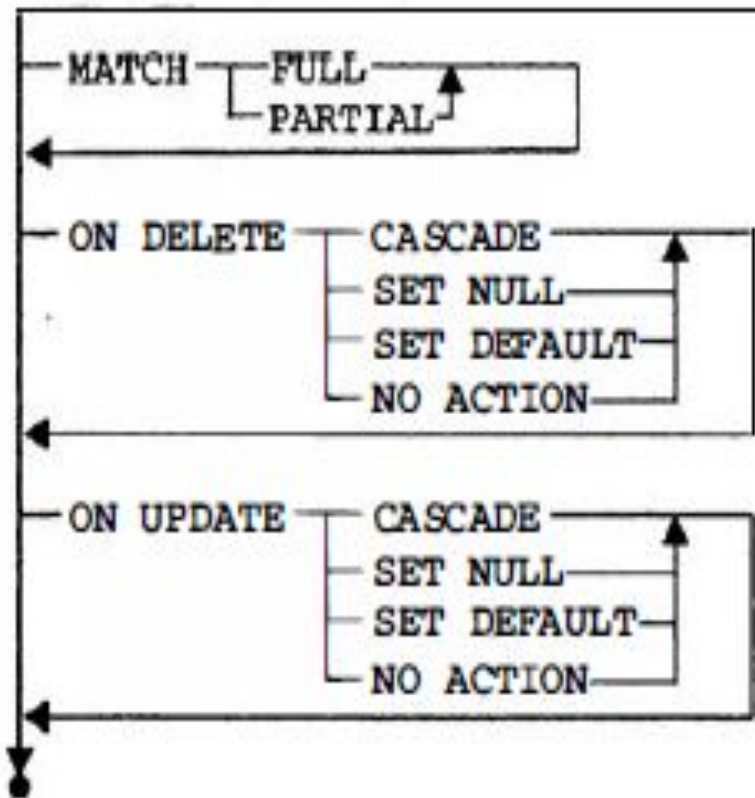 MATCH FULL
PARTIAL
ON DELETE CASCADE
SET NULL
SET DEFAULT
NO ACTION
ON UPDATE CASCADE
SET NULL
SET DEFAULT
NO ACTION